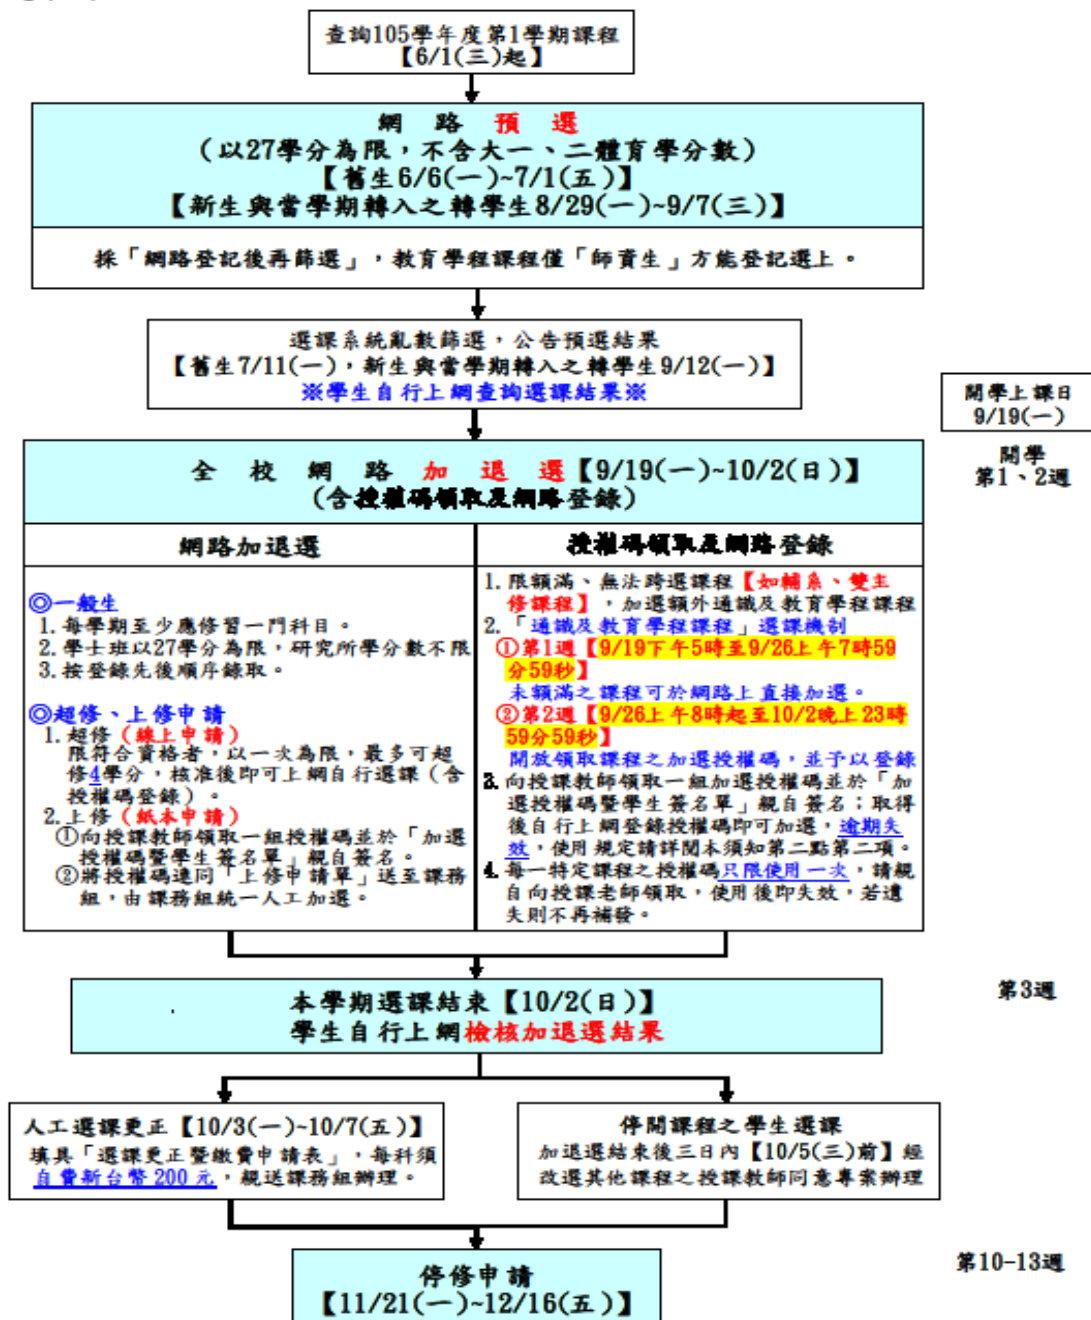 查詢105學年度第1學期課程
【6/1(三)起】
網 路 預 選
(以27學分為限，不含大一、二體育學分數)
【舊生6/6(一)~7/1(五)】
【新生與當學期轉入之轉學生8/29(一)~9/7(三)】
採「網路登記後再篩選」，教育學程課程僅「師資生」方能登記選上。
選課系統亂數篩選，公告預選結果
【舊生7/11(一)，新生與當學期轉入之轉學生9/12(一)】
※學生自行上網查詢選課結果※
開學上課日
9/19(一)
全 校 網 路 加 退 選【9/19(一)~10/2(日)】
(含授權碼領取及網路登錄)
開學
第1、2週
網路加退選
◎一般生
1. 每學期至少應修習一門科目。
2. 學士班以27學分為限，研究所學分數不限
3. 按登錄先後順序錄取。
◎超修、上修申請
1. 超修(線上申請)
限符合資格者，以一次為限，最多可超
修4學分，核准後即可上網自行選課(含
授權碼登錄)。
2. 上修(紙本申請)
①向授課教師領取一組授權碼並於「加選
授權碼暨學生簽名單」親自簽名。
②將授權碼連同「上修申請單」送至課務
組，由課務組統一人工加選。
授權碼領取及網路登錄
1. 限額滿、無法跨選課程【如輔系、雙主
修課程】，加選額外通識及教育學程課程
2. 「通識及教育學程課程」選課機制
①第1週【9/19下午5時至9/26上午7時59
分59秒】
未額滿之課程可於網路上直接加選。
②第2週【9/26上午8時起至10/2晚上23時
59分59秒】
開放領取課程之加選授權碼，並予以登錄
3. 向授課教師領取一組加選授權碼並於「加
選授權碼暨學生簽名單」親自簽名；取得
後自行上網登錄授權碼即可加選，逾期失
效，使用規定請詳閱本須知第二點第二項。
4. 每一特定課程之授權碼只限使用一次，請親
自向授課老師領取，使用後即失效，若遺
失則不再補發。
本學期選課結束【10/2(日)】
學生自行上網檢核加退選結果
第3週
人工選課更正【10/3(一)~10/7(五)】
填具「選課更正暨繳費申請表」，每科須
自費新台幣200元，親送課務組辦理。
停開課程之學生選課
加退選結束後三日內【10/5(三)前】經
改選其他課程之授課教師同意專案辦理
停修申請
【11/21(一)~12/16(五)】
第10-13週